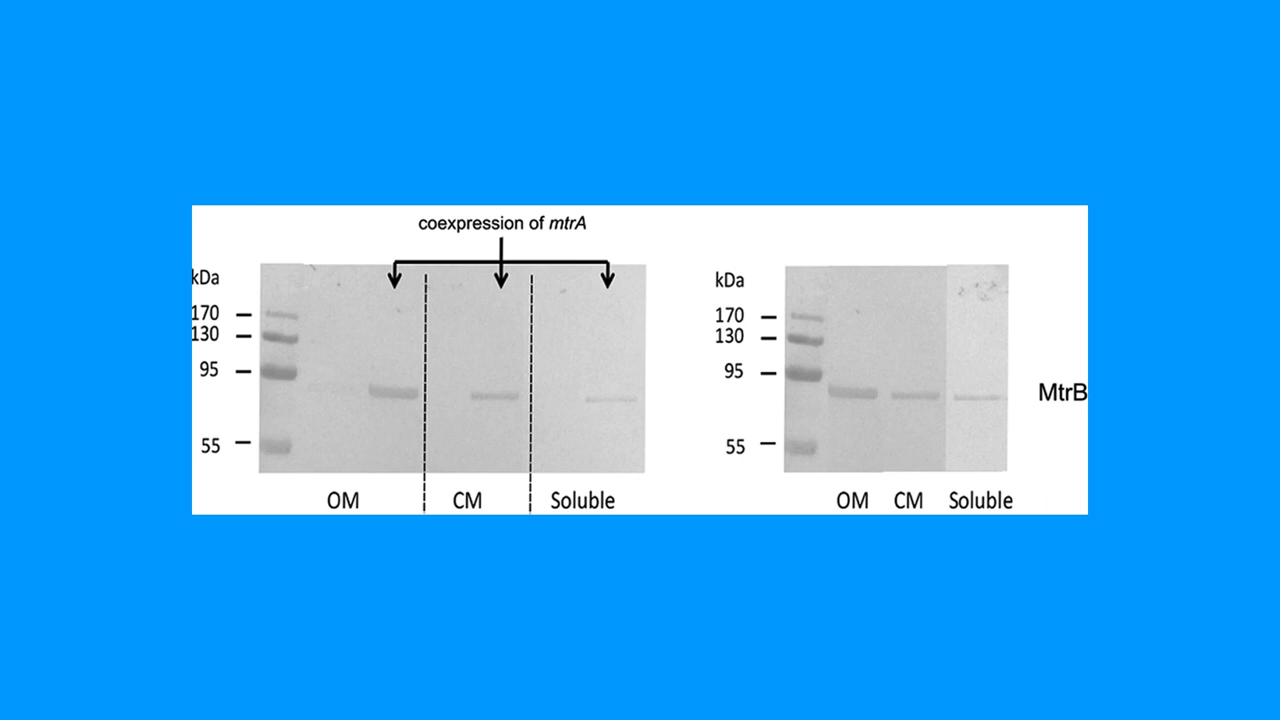 coexpression of mtrA
kDa
170
130
95
55
OM CM Soluble
kDa
170
130
95
55
MtrB
OM CM Soluble